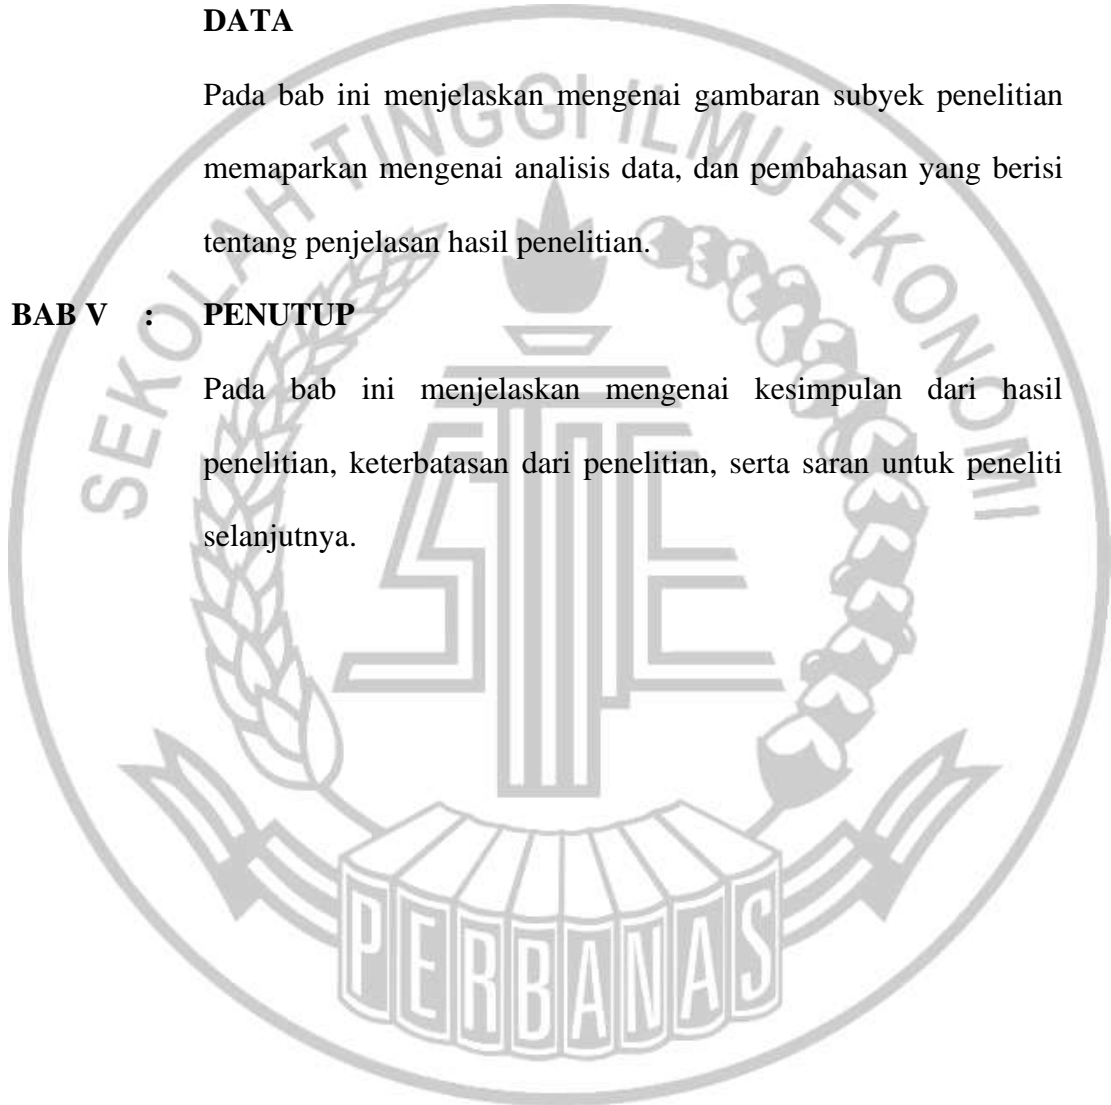 DATA
Pada bab ini menjelaskan mengenai gambaran subyek penelitian
memaparkan mengenai analisis data, dan pembahasan yang berisi
tentang penjelasan hasil penelitian.
BAB V : PENUTUP
Pada bab ini menjelaskan mengenai kesimpulan dari hasil
penelitian, keterbatasan dari penelitian, serta saran untuk peneliti
selanjutnya.
SEKOLAH TINGGI ILMU EKONOMI
STIE
PERBANAS